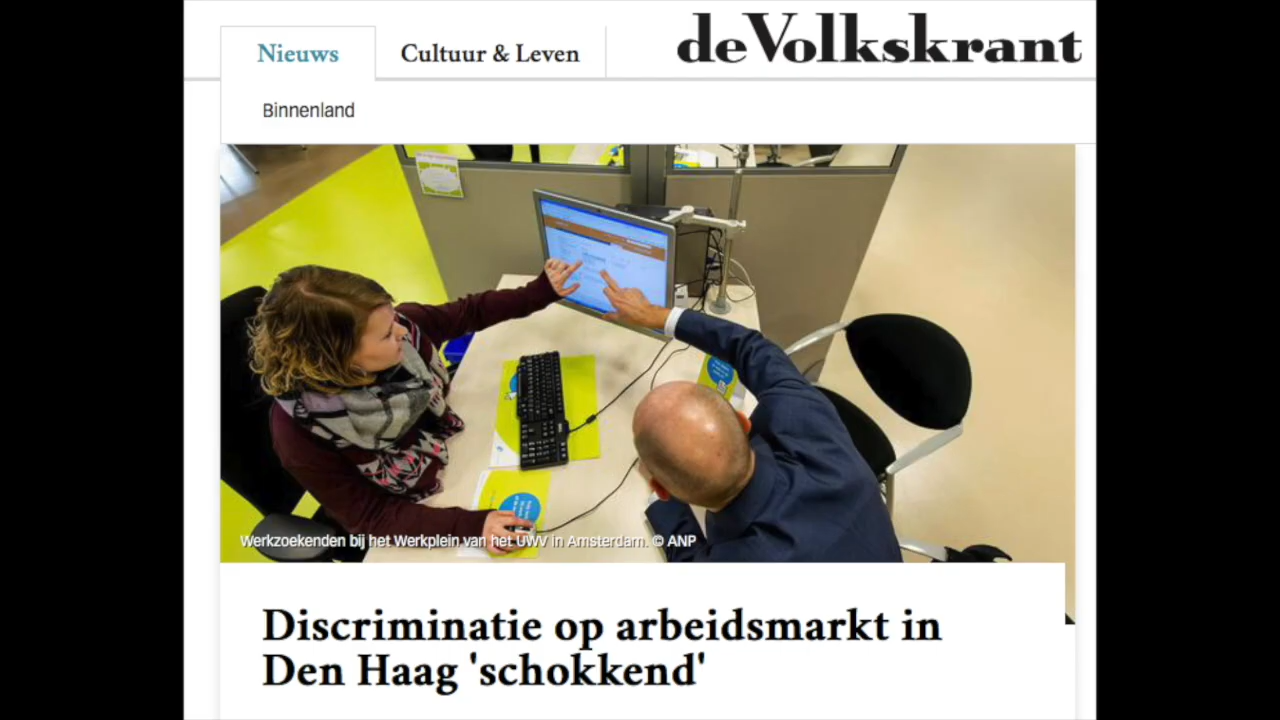 Nieuws
Cultuur & Leven
deVolkskrant
Binnenland
Werkzoekenden bij het Werkplein van het UWV in Amsterdam. © ANP
Discriminatie op arbeidsmarkt in
Den Haag 'schokkend'